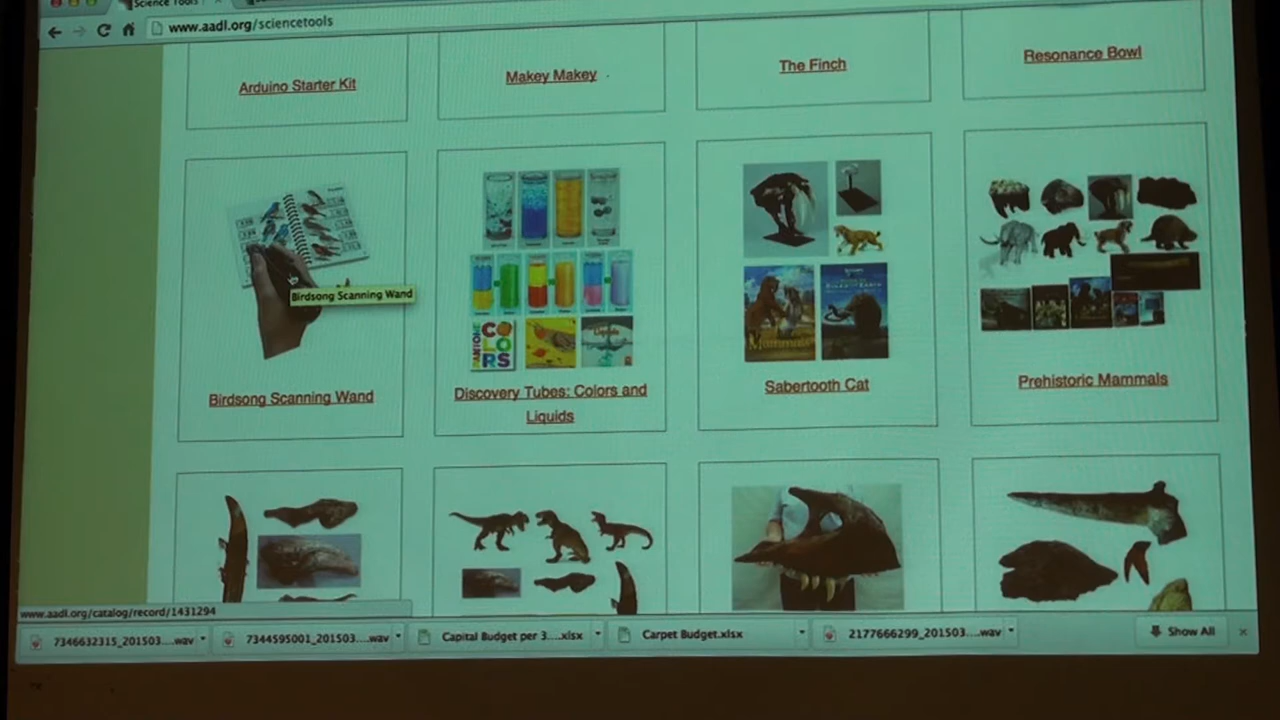 Science Tools
www.aadl.org/sciencetools
Arduino Starter Kit
Makey Makey
The Finch
Resonance Bowl
Birdsong Scanning Wand
Birdsong Scanning Wand
COLORS
Mammals
Discovery Tubes: Colors and
Liquids
Sabertooth Cat
Prehistoric Mammals
www.aadl.org/catalog/record/1431294
7346632315_201503....wav
7344595001_201503....wav
Capital Budget per 3....xlsx
Carpet Budget.xlsx
2177666299_201503....wav
Show All